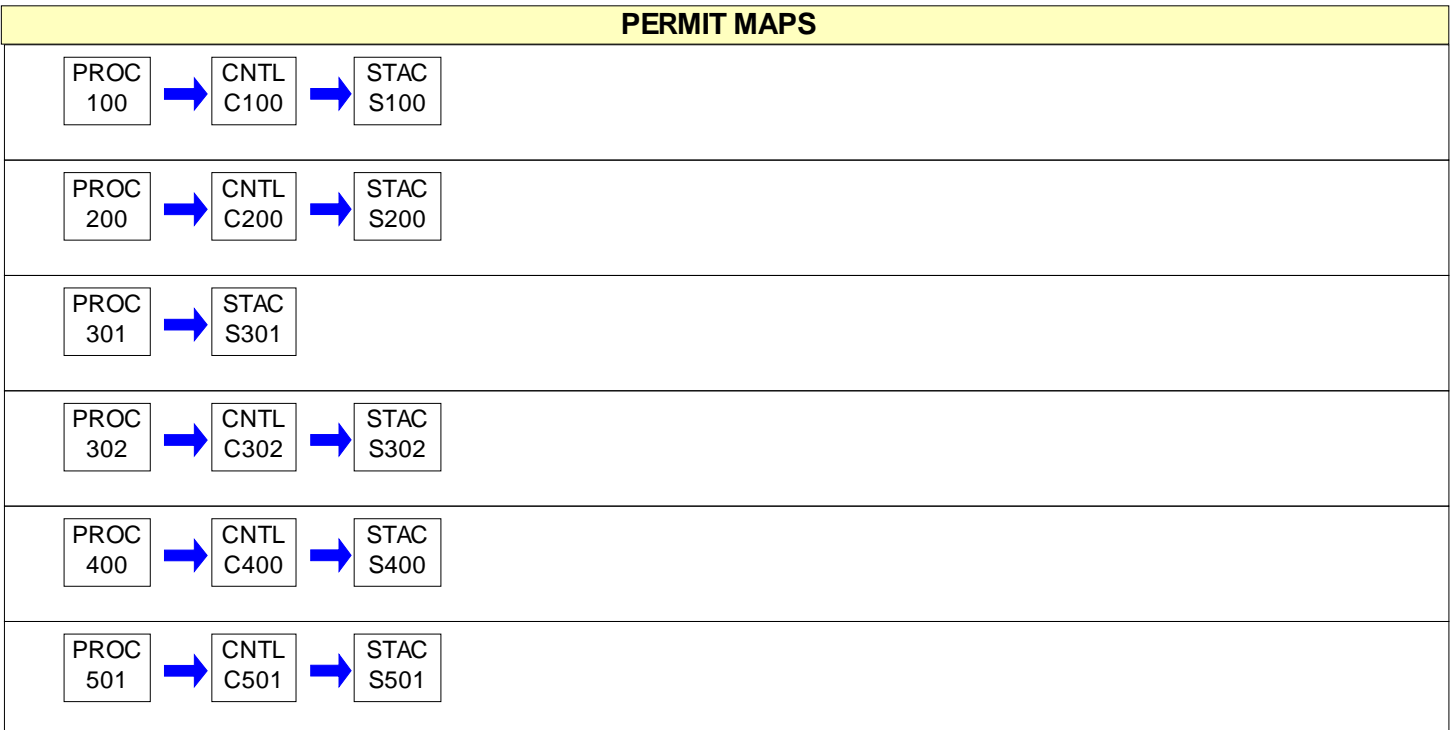 PERMIT MAPS
PROC CNTL STAC
100 C100 S100
PROC CNTL STAC
200 C200 S200
PROC STAC
301 S301
PROC CNTL STAC
302 C302 S302
PROC CNTL STAC
400 C400 S400
PROC CNTL STAC
501 C501 S501